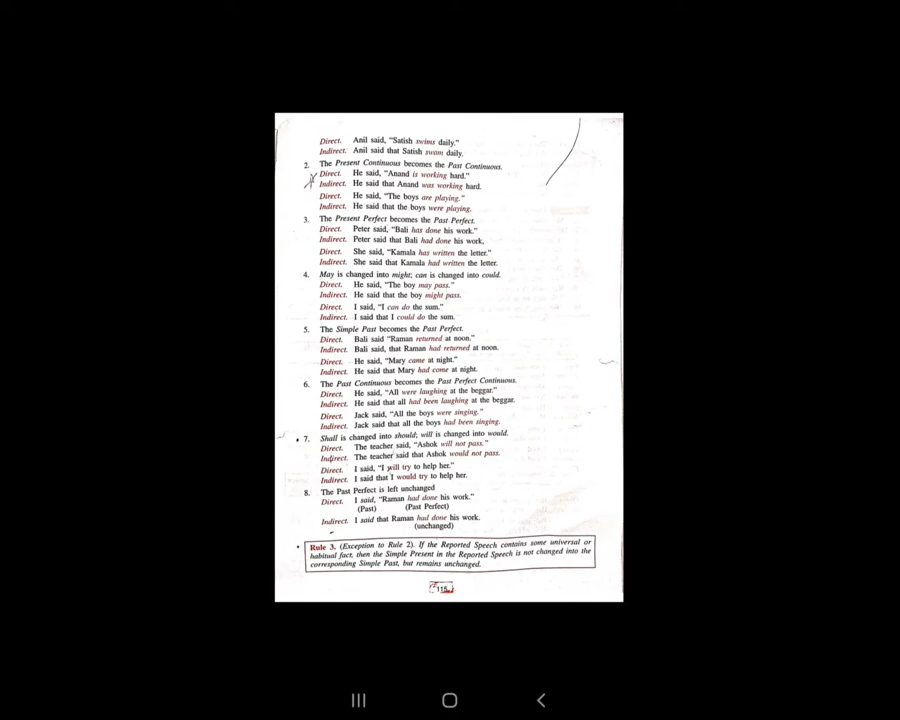 Direct. Anil said, "Satish swims daily."
Indirect. Anil said that Satish swam daily.
2. The Present Continuous becomes the Past Continuous.
Direct. He said, "Anand is working hard."
Indirect. He said that Anand was working hard.
Direct. He said, "The boys are playing."
Indirect. He said that the boys were playing.
3. The Present Perfect becomes the Past Perfect.
Direct. Peter said, "Bali has done his work."
Indirect. Peter said that Bali had done his work,
Direct. She said, "Kamala has written the letter."
Indirect. She said that Kamala had written the letter.
4. May is changed into might; can is changed into could.
Direct. He said, "The boy may pass."
Indirect. He said that the boy might pass.
Direct. I said, "I can do the sum."
Indirect. I said that I could do the sum.
5. The Simple Past becomes the Past Perfect.
Direct. Bali said "Raman returned at noon."
Indirect. Bali said, that Raman had returned at noon.
Direct. He said, "Mary came at night."
Indirect. He said that Mary had come at night.
6. The Past Continuous becomes the Past Perfect Continuous.
Direct. He said, "All were laughing at the beggar."
Indirect. He said that all had been laughing at the beggar.
Direct. Jack said, "All the boys were singing."
Indirect. Jack said that all the boys had been singing.
7. Shall is changed into should; will is changed into would.
Direct. The teacher said, "Ashok will not pass."
Indirect. The teacher said that Ashok would not pass.
Direct. I said, "I will try to help her."
Indirect. I said that I would try to help her.
8. The Past Perfect is left unchanged
Direct. I said, "Raman had done his work."
(Past) (Past Perfect)
Indirect. I said that Raman had done his work.
(unchanged)
Rule 3. (Exception to Rule 2). If the Reported Speech contains some universal or
habitual fact, then the Simple Present in the Reported Speech is not changed into the
corresponding Simple Past, but remains unchanged.
115